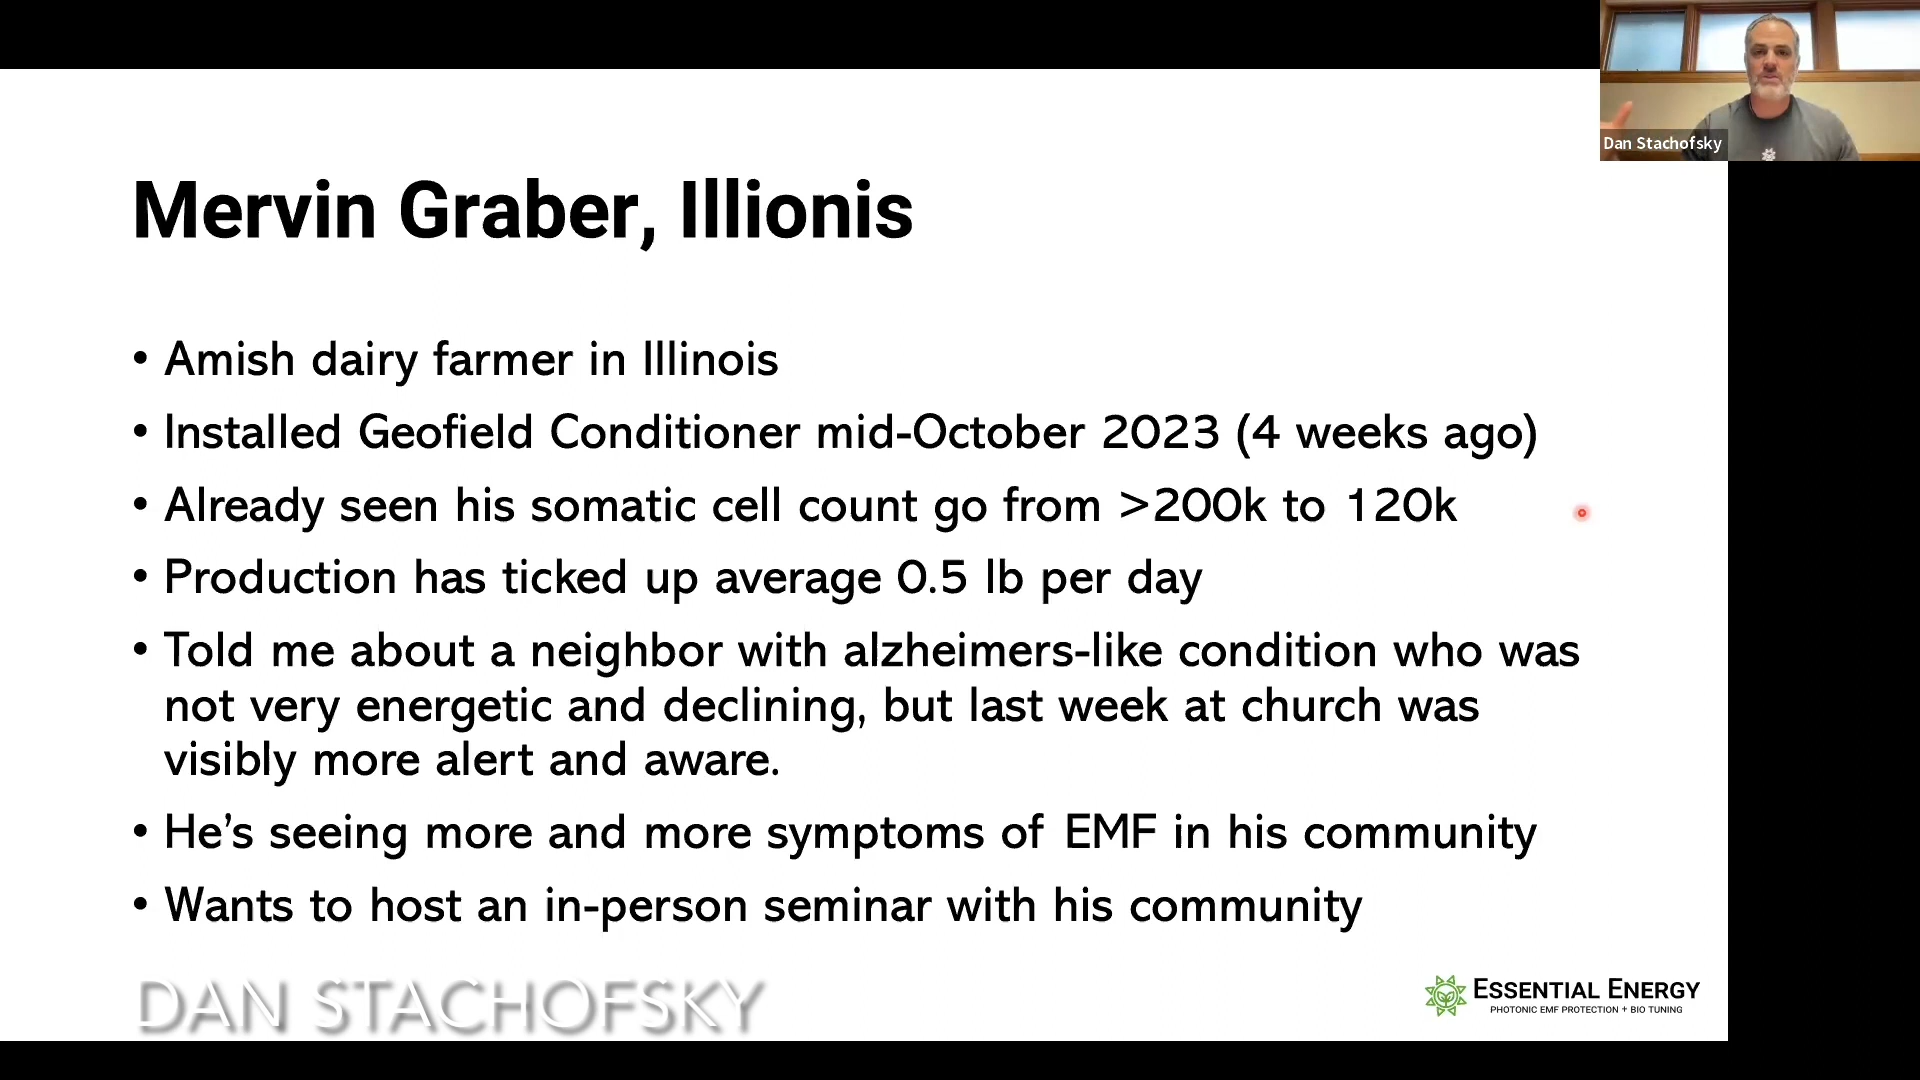 Dan Stachofsky
Mervin Graber, Illionis
• Amish dairy farmer in Illinois
• Installed Geofield Conditioner mid-October 2023 (4 weeks ago)
• Already seen his somatic cell count go from >200k to 120k
• Production has ticked up average 0.5 lb per day
• Told me about a neighbor with alzheimers-like condition who was
not very energetic and declining, but last week at church was
visibly more alert and aware.
• He’s seeing more and more symptoms of EMF in his community
• Wants to host an in-person seminar with his community
DAN STACHOFSKY
ESSENTIAL ENERGY
PHOTONIC EMF PROTECTION + BIO TUNING